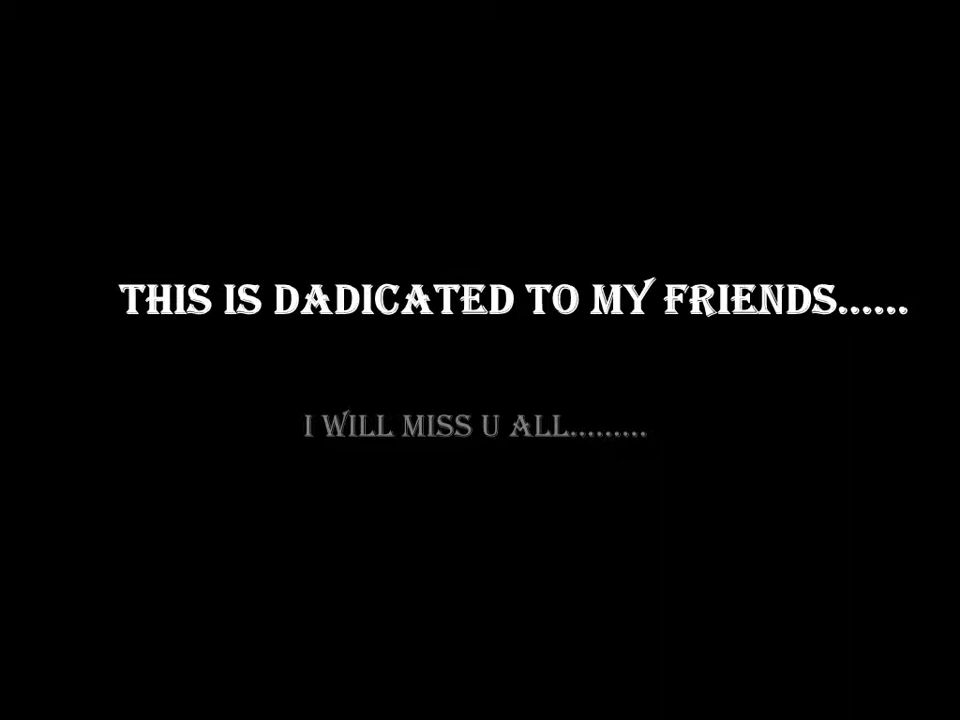 THIS IS DADICATED TO MY FRIENDS......
I WILL MISS U ALL.........